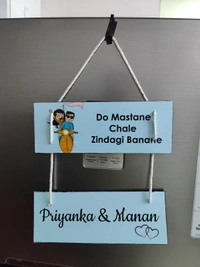 Do Mastane
Chale
Zindagi Banane
Priyanka & Manan